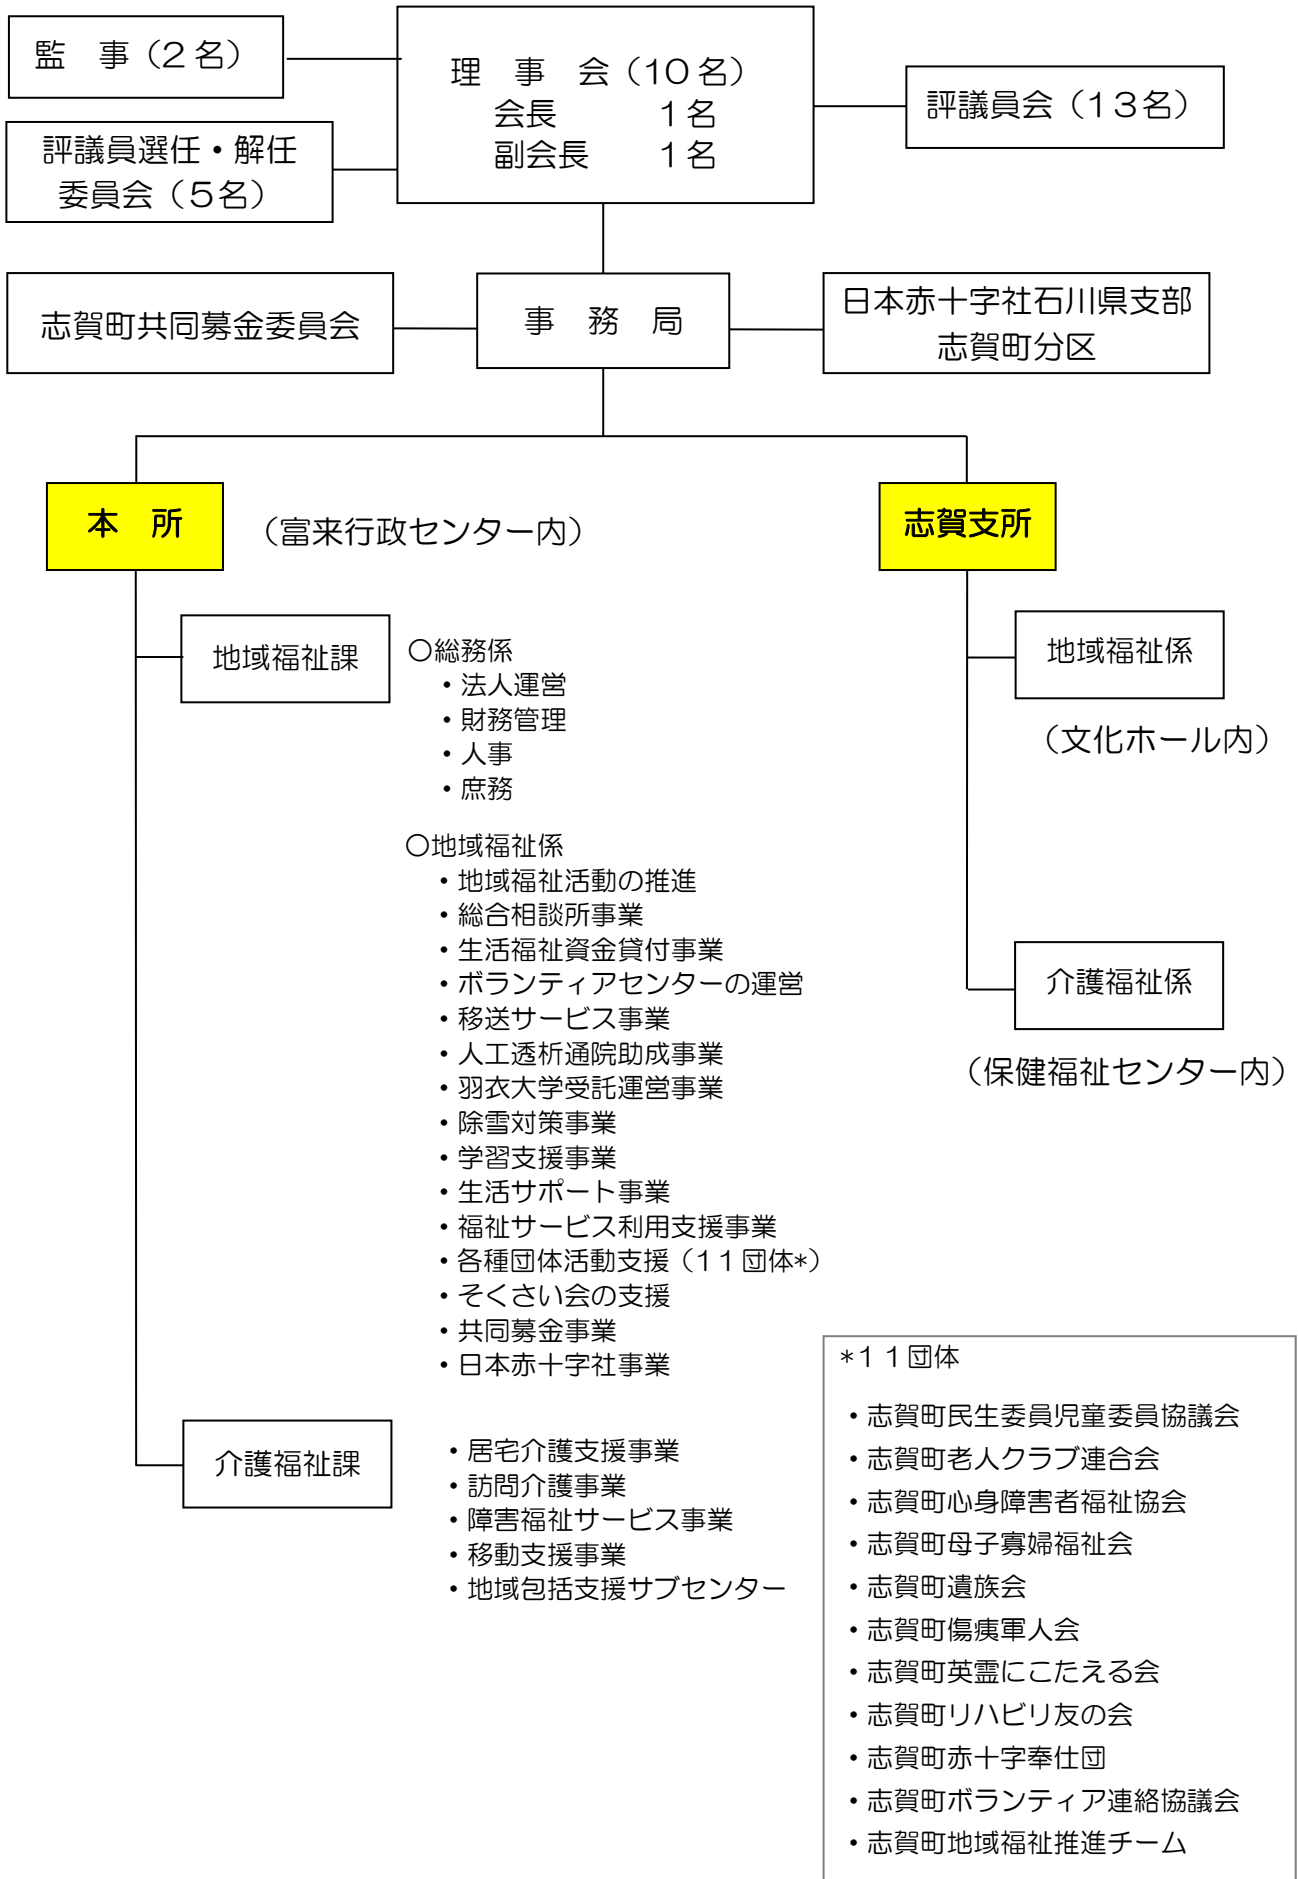 監　事（２名）
理　事　会（10名）
会長　　　１名
副会長　　１名
評議員会（１３名）
評議員選任・解任
委員会（５名）
志賀町共同募金委員会
事　務　局
日本赤十字社石川県支部
志賀町分区
本　所
（富来行政センター内）
志賀支所
地域福祉課
〇総務係
・法人運営
・財務管理
・人事
・庶務
〇地域福祉係
・地域福祉活動の推進
・総合相談所事業
・生活福祉資金貸付事業
・ボランティアセンターの運営
・移送サービス事業
・人工透析通院助成事業
・羽衣大学受託運営事業
・除雪対策事業
・学習支援事業
・生活サポート事業
・福祉サービス利用支援事業
・各種団体活動支援（１１団体*）
・そくさい会の支援
・共同募金事業
・日本赤十字社事業
介護福祉課
・居宅介護支援事業
・訪問介護事業
・障害福祉サービス事業
・移動支援事業
・地域包括支援サブセンター
地域福祉係
（文化ホール内）
介護福祉係
（保健福祉センター内）
*１１団体
・志賀町民生委員児童委員協議会
・志賀町老人クラブ連合会
・志賀町心身障害者福祉協会
・志賀町母子寡婦福祉会
・志賀町遺族会
・志賀町傷痍軍人会
・志賀町英霊にこたえる会
・志賀町リハビリ友の会
・志賀町赤十字奉仕団
・志賀町ボランティア連絡協議会
・志賀町地域福祉推進チーム